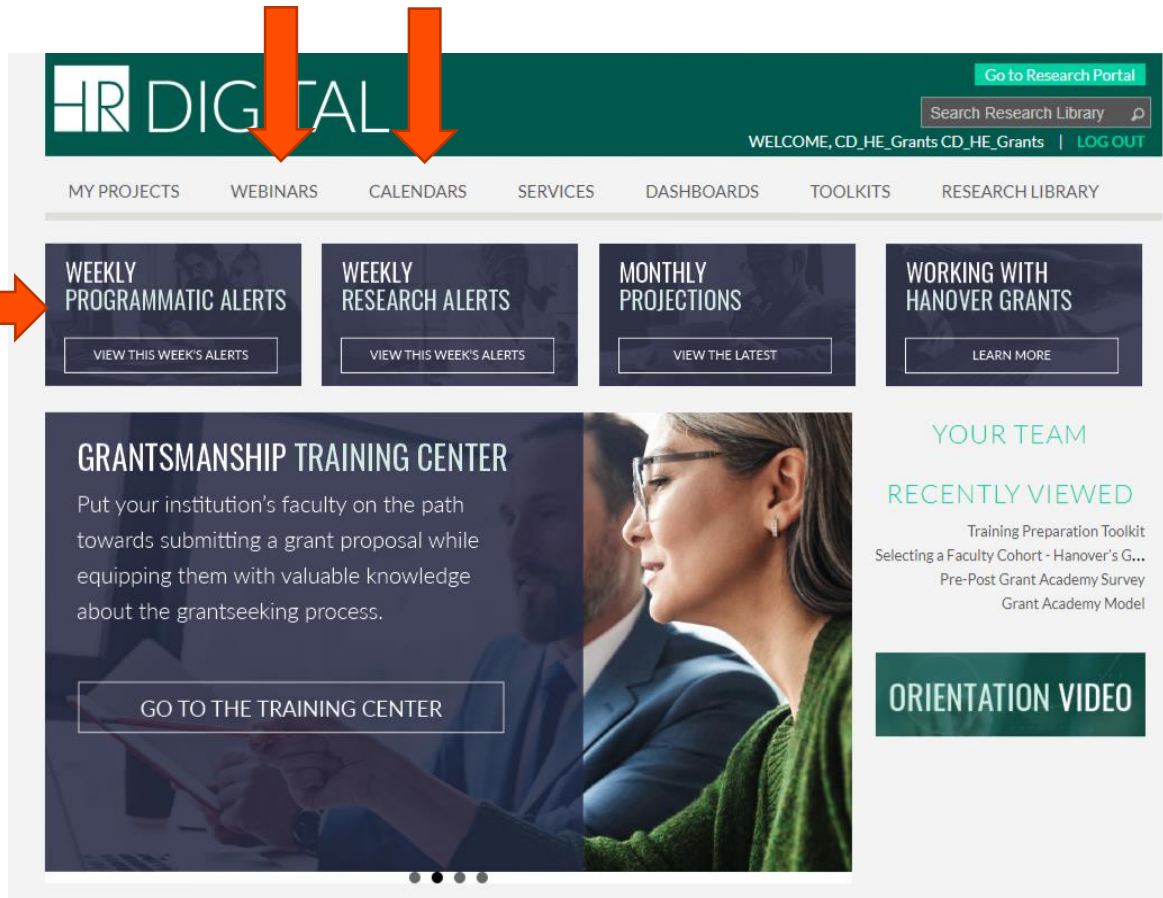 HR DIGITAL
Go to Research Portal
Search Research Library
WELCOME, CD_HE_Grants CD_HE_Grants | LOG OUT
MY PROJECTS WEBINARS CALENDARS SERVICES DASHBOARDS TOOLKITS RESEARCH LIBRARY
WEEKLY
PROGRAMMATIC ALERTS
VIEW THIS WEEK'S ALERTS
WEEKLY
RESEARCH ALERTS
VIEW THIS WEEK'S ALERTS
MONTHLY
PROJECTIONS
VIEW THE LATEST
WORKING WITH
HANOVER GRANTS
LEARN MORE
GRANTSMANSHIP TRAINING CENTER
Put your institution's faculty on the path
towards submitting a grant proposal while
equipping them with valuable knowledge
about the grantseeking process.
GO TO THE TRAINING CENTER
YOUR TEAM
RECENTLY VIEWED
Training Preparation Toolkit
Selecting a Faculty Cohort - Hanover's G...
Pre-Post Grant Academy Survey
Grant Academy Model
ORIENTATION VIDEO